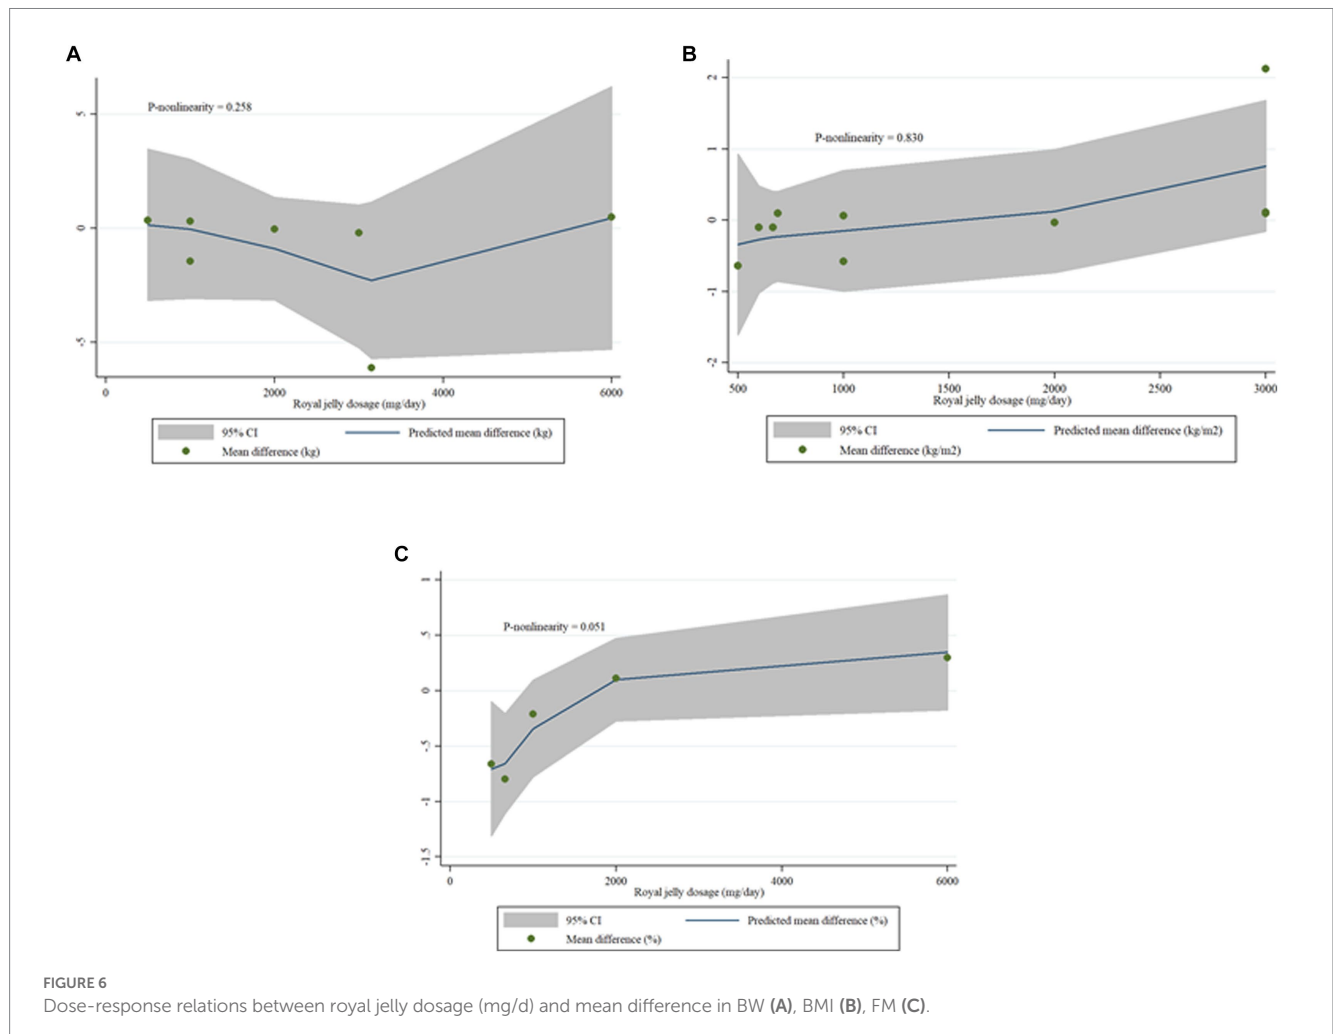 A
P-nonlinearity = 0.258
5
0
-5
0 2000 4000 6000
Royal jelly dosage (mg/day)
95% CI Predicted mean difference (kg)
Mean difference (kg)
B
P-nonlinearity = 0.830
2
1
0
-1
-2
500 1000 1500 2000 2500 3000
Royal jelly dosage (mg/day)
95% CI Predicted mean difference (kg/m2)
Mean difference (kg/m2)
C
P-nonlinearity = 0.051
1
.5
0
-.5
-1
-1.5
0 2000 4000 6000
Royal jelly dosage (mg/day)
95% CI Predicted mean difference (%)
Mean difference (%)
FIGURE 6
Dose-response relations between royal jelly dosage (mg/d) and mean difference in BW (A), BMI (B), FM (C).